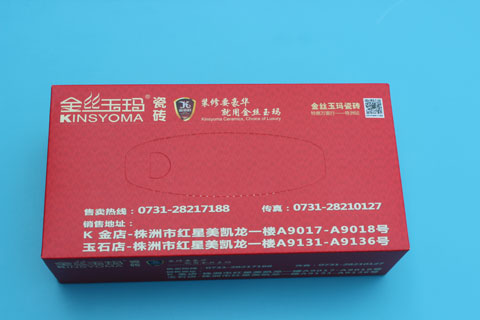 金丝玉玛® 瓷砖
KINSYOMA
装修要豪华
就用金丝玉玛
Kinsyoma Ceramics, Choice of Luxury
金丝玉玛瓷砖
售卖热线：0731-28217188 传真：0731-28210127
销售地址：
K 金店-株洲市红星美凯龙一楼A9017-A9018号
玉石店-株洲市红星美凯龙一楼A9131-A9136号
KINSYOMA